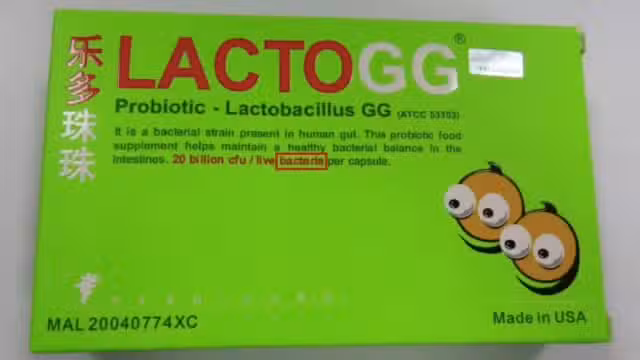 乐多珠珠
LACTOGG®
Probiotic - Lactobacillus GG (ATCC 53103)
It is a bacterial strain present in human gut. This probiotic food
supplement helps maintain a healthy bacterial balance in the
intestines. 20 billion cfu / live bacteria per capsule.
MAL 20040774XC
Made in USA